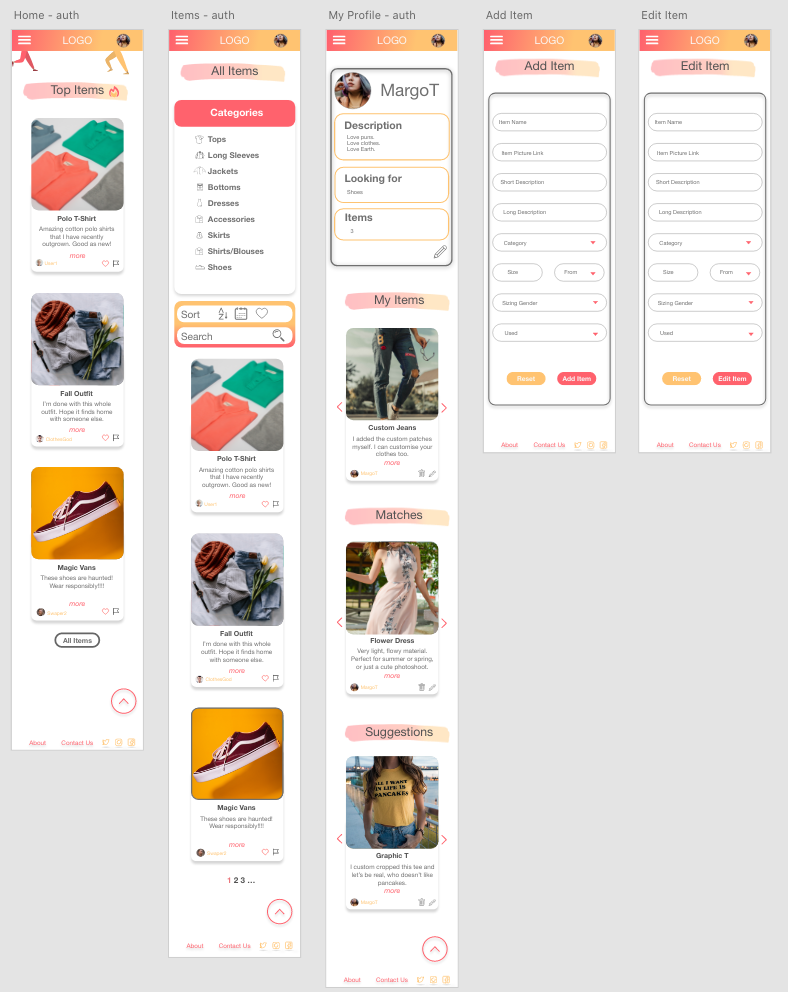 Home - auth
LOGO
Top Items
Polo T-Shirt
Amazing cotton polo shirts
that I have recently
outgrown. Good as new!
more
User1
Fall Outfit
I'm done with this whole
outfit. Hope it finds home
with someone else.
more
Magic Vans
These shoes are haunted!
Wear responsibly!!!!
more
All Items
About
Contact Us
Items - auth
LOGO
All Items
Categories
Tops
Long Sleeves
Jackets
Bottoms
Dresses
Accessories
Skirts
Shirts/Blouses
Shoes
Sort
Search
Polo T-Shirt
Amazing cotton polo shirts
that I have recently
outgrown. Good as new!
more
User1
Fall Outfit
I'm done with this whole
outfit. Hope it finds home
with someone else.
more
Magic Vans
These shoes are haunted!
Wear responsibly!!!!
more
1 2 3 ...
About
Contact Us
My Profile - auth
LOGO
MargoT
Description
Love puns.
Love clothes.
Love Earth.
Looking for
Shoes
Items
3
My Items
Custom Jeans
I added the custom patches
myself. I can customise your
clothes too.
more
MargoT
Matches
Flower Dress
Very light, flowy material.
Perfect for summer or spring,
or just a cute photoshoot.
more
MargoT
Suggestions
ALL I WANT
IN LIFE IS
PANCAKES
Graphic T
I custom cropped this tee and
let's be real, who doesn't like
pancakes.
more
MargoT
About
Contact Us
Add Item
LOGO
Add Item
Item Name
Item Picture Link
Short Description
Long Description
Category
Size
From
Sizing Gender
Used
Reset
Add Item
About
Contact Us
Edit Item
LOGO
Edit Item
Item Name
Item Picture Link
Short Description
Long Description
Category
Size
From
Sizing Gender
Used
Reset
Edit Item
About
Contact Us